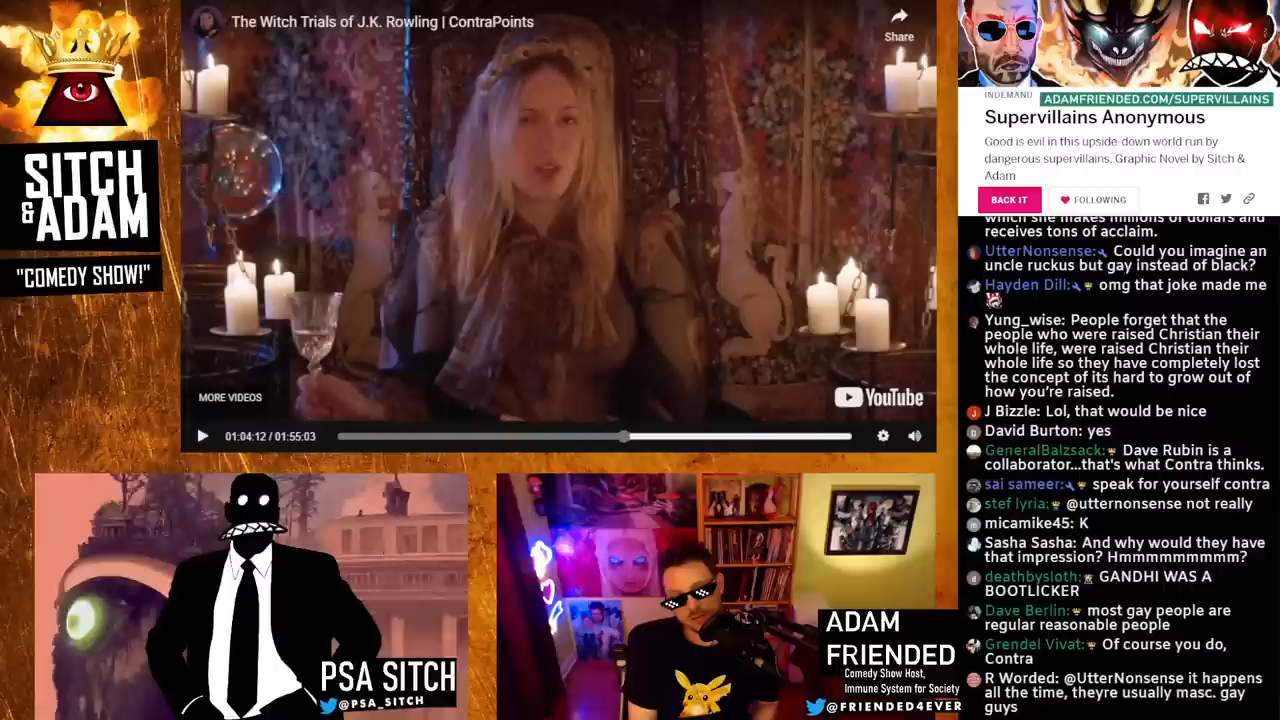 The Witch Trials of J.K. Rowling | ContraPoints
Share
MORE VIDEOS
YouTube
01:04:12 / 01:55:03
SITCH
& ADAM
"COMEDY SHOW!"
PSA SITCH
@PSA_SITCH
ADAM
FRIENDED
Comedy Show Host,
Immune System for Society
@FRIENDED4EVER
INDEMAND
ADAMFRIENDED.COM/SUPERVILLAINS
Supervillains Anonymous
Good is evil in this upside-down world run by
dangerous supervillains. Graphic Novel by Sitch &
Adam
BACK IT
FOLLOWING
which she makes millions of dollars and
receives tons of acclaim.
UtterNonsense: Could you imagine an
uncle ruckus but gay instead of black?
Hayden Dill: omg that joke made me
Yung_wise: People forget that the
people who were raised Christian their
whole life, were raised Christian their
whole life so they have completely lost
the concept of its hard to grow out of
how you're raised.
J Bizzle: Lol, that would be nice
David Burton: yes
GeneralBalzsack: Dave Rubin is a
collaborator...that's what Contra thinks.
sai sameer: speak for yourself contra
stef lyria: @utternonsense not really
micamike45: K
Sasha Sasha: And why would they have
that impression? Hmmmmmmmm?
deathbysloth: GANDHI WAS A
BOOTLICKER
Dave Berlin: most gay people are
regular reasonable people
Grendel Vivat: Of course you do,
Contra
R Worded: @UtterNonsense it happens
all the time, theyre usually masc. gay
guys